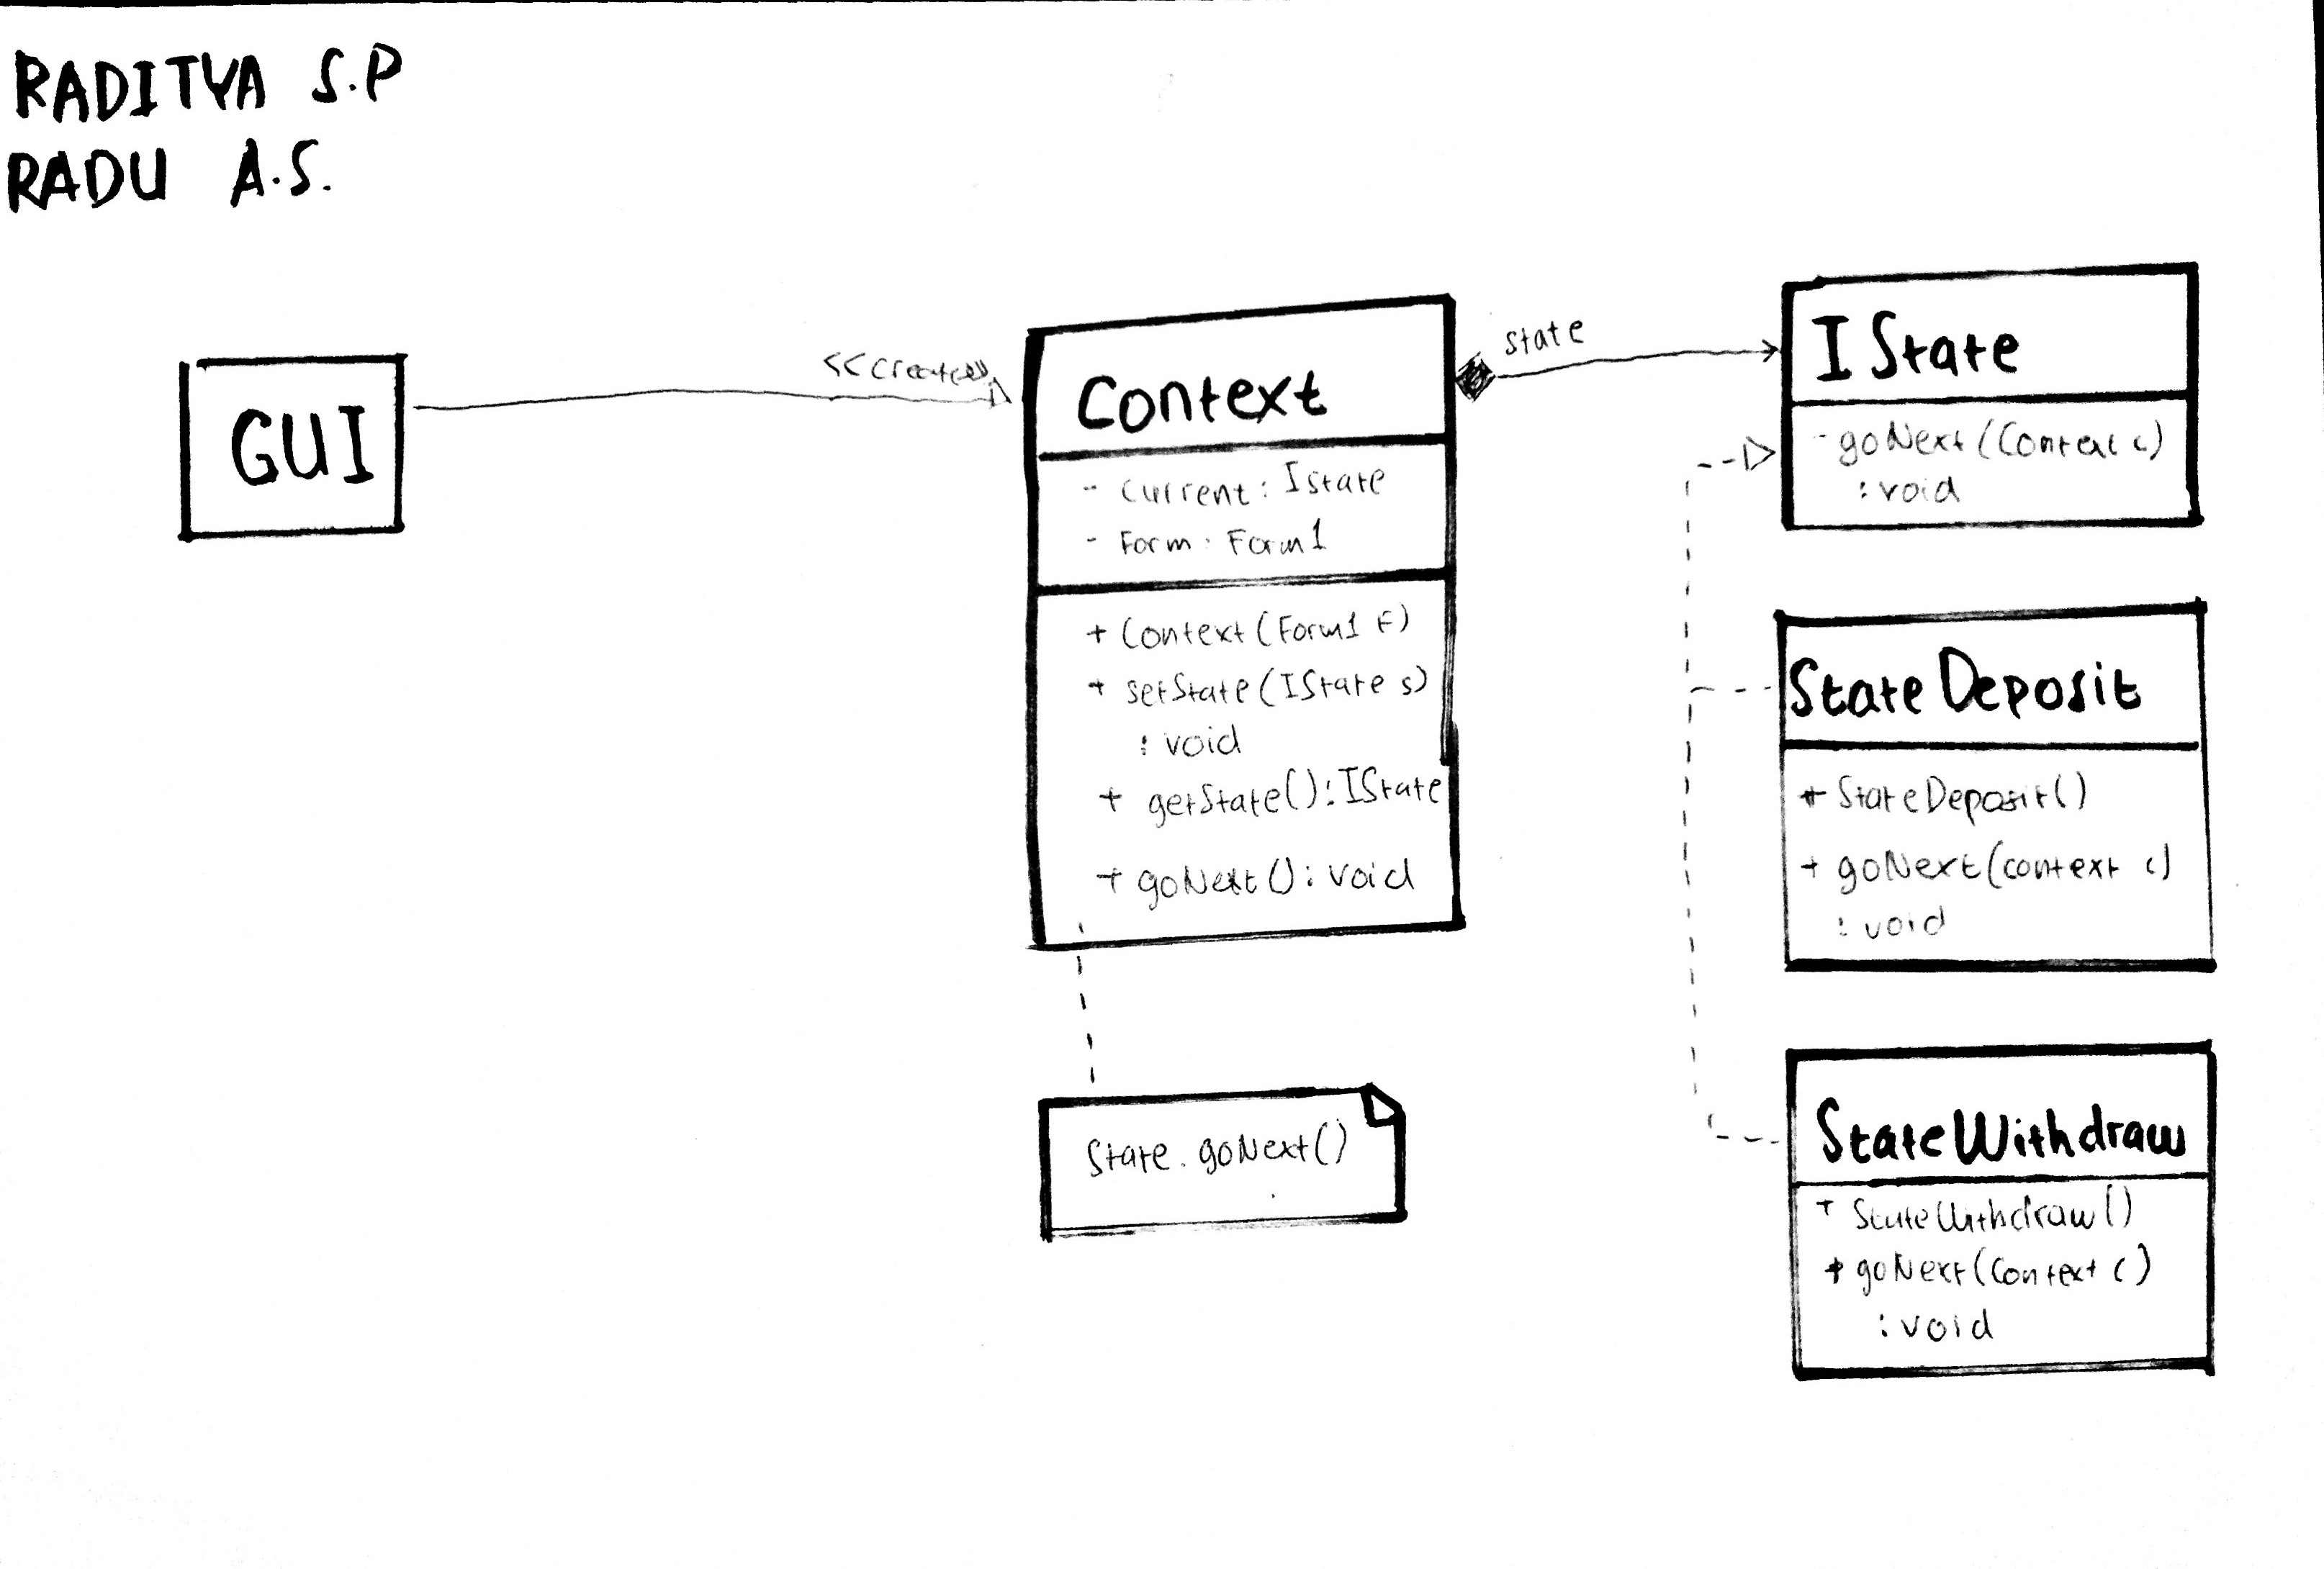 RADITYA S.P
RADU A.S.
GUI
<<creates>>
Context
- Current: IState
- Form: Form1
+ Context(Form1 F)
+ setState(IState s)
: void
+ getState():IState
+ goNext(): void
State.goNext()
state
IState
- goNext(Context c)
: void
StateDeposit
+ StateDeposit()
+ goNext(context c)
: void
StateWithdraw
+ StateWithdraw()
+ goNext(Context c)
: void